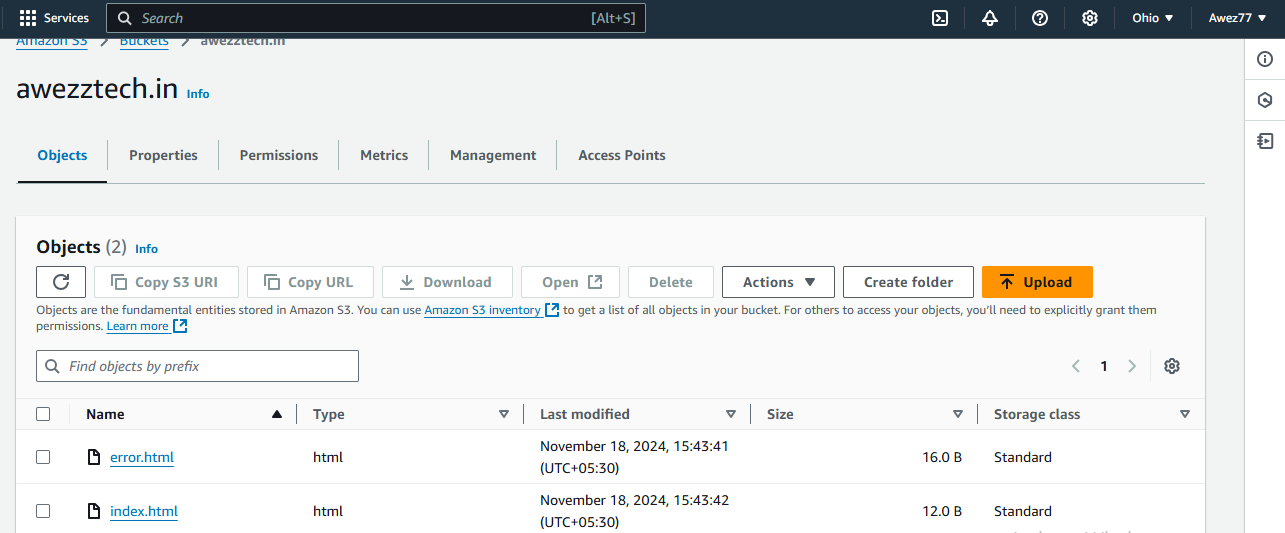 Services Search [Alt+S] Ohio Awez77
Amazon S3 Buckets awezztech.in
awezztech.in Info
Objects Properties Permissions Metrics Management Access Points
Objects (2) Info
Copy S3 URI Copy URL Download Open Delete Actions Create folder Upload
Objects are the fundamental entities stored in Amazon S3. You can use Amazon S3 inventory to get a list of all objects in your bucket. For others to access your objects, you'll need to explicitly grant them
permissions. Learn more
Find objects by prefix 1
Name Type Last modified Size Storage class
error.html html November 18, 2024, 15:43:41 (UTC+05:30) 16.0 B Standard
index.html html November 18, 2024, 15:43:42 (UTC+05:30) 12.0 B Standard